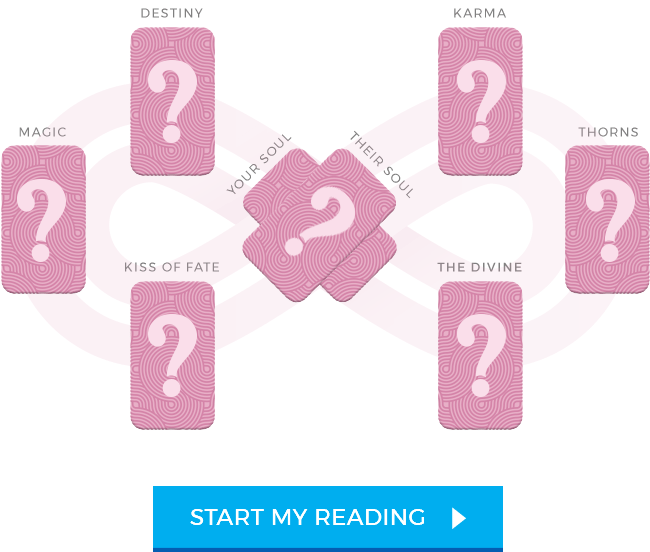 DESTINY
KARMA
MAGIC
THORNS
YOUR SOUL
THEIR SOUL
KISS OF FATE
THE DIVINE
?
?
?
?
?
?
?
START MY READING